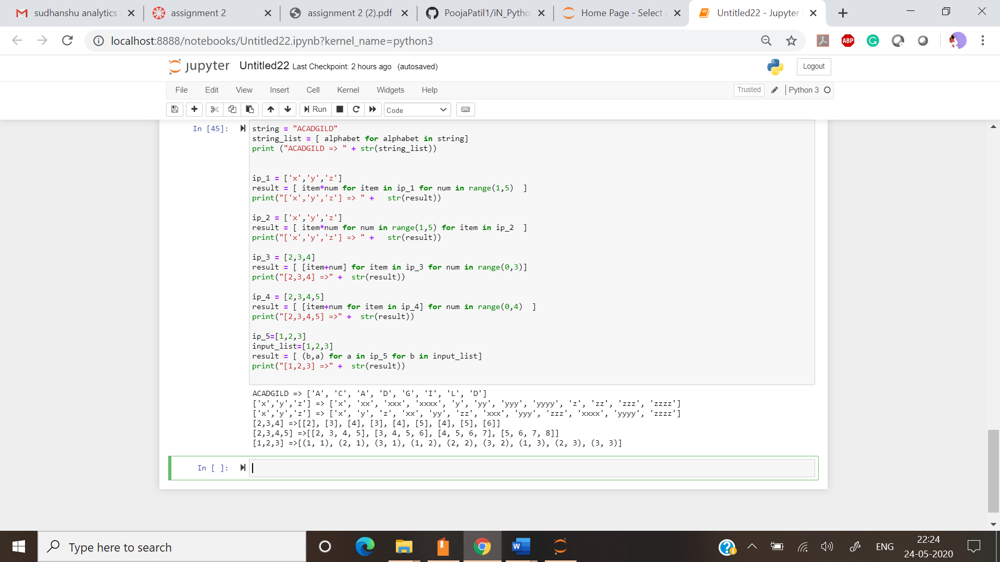 sudhanshu analytics
assignment 2
assignment 2 (2).pdf
PoojaPatil1/iN_Pytho
Home Page - Select
Untitled22 - Jupyter
localhost:8888/notebooks/Untitled22.ipynb?kernel_name=python3
ABP
jupyter Untitled22 Last Checkpoint: 2 hours ago (autosaved)
Logout
File Edit View Insert Cell Kernel Widgets Help
Trusted Python 3
Run Code
In [45]:
string = "ACADGILD"
string_list = [ alphabet for alphabet in string]
print ("ACADGILD => " + str(string_list))
ip_1 = ['x','y','z']
result = [ item*num for item in ip_1 for num in range(1,5)  ]
print("['x','y','z'] => " +   str(result))
ip_2 = ['x','y','z']
result = [ item*num for num in range(1,5) for item in ip_2  ]
print("['x','y','z'] => " +   str(result))
ip_3 = [2,3,4]
result = [ [item+num] for item in ip_3 for num in range(0,3)]
print("[2,3,4] =>" +  str(result))
ip_4 = [2,3,4,5]
result = [ [item+num for item in ip_4] for num in range(0,4)  ]
print("[2,3,4,5] =>" +  str(result))
ip_5=[1,2,3]
input_list=[1,2,3]
result = [ (b,a) for a in ip_5 for b in input_list]
print("[1,2,3] =>" +  str(result))
ACADGILD => ['A', 'C', 'A', 'D', 'G', 'I', 'L', 'D']
['x','y','z'] => ['x', 'xx', 'xxx', 'xxxx', 'y', 'yy', 'yyy', 'yyyy', 'z', 'zz', 'zzz', 'zzzz']
['x','y','z'] => ['x', 'y', 'z', 'xx', 'yy', 'zz', 'xxx', 'yyy', 'zzz', 'xxxx', 'yyyy', 'zzzz']
[2,3,4] =>[[2], [3], [4], [3], [4], [5], [4], [5], [6]]
[2,3,4,5] =>[[2, 3, 4, 5], [3, 4, 5, 6], [4, 5, 6, 7], [5, 6, 7, 8]]
[1,2,3] =>[(1, 1), (2, 1), (3, 1), (1, 2), (2, 2), (3, 2), (1, 3), (2, 3), (3, 3)]
In [ ]:
Type here to search
W
ENG
22:24
24-05-2020